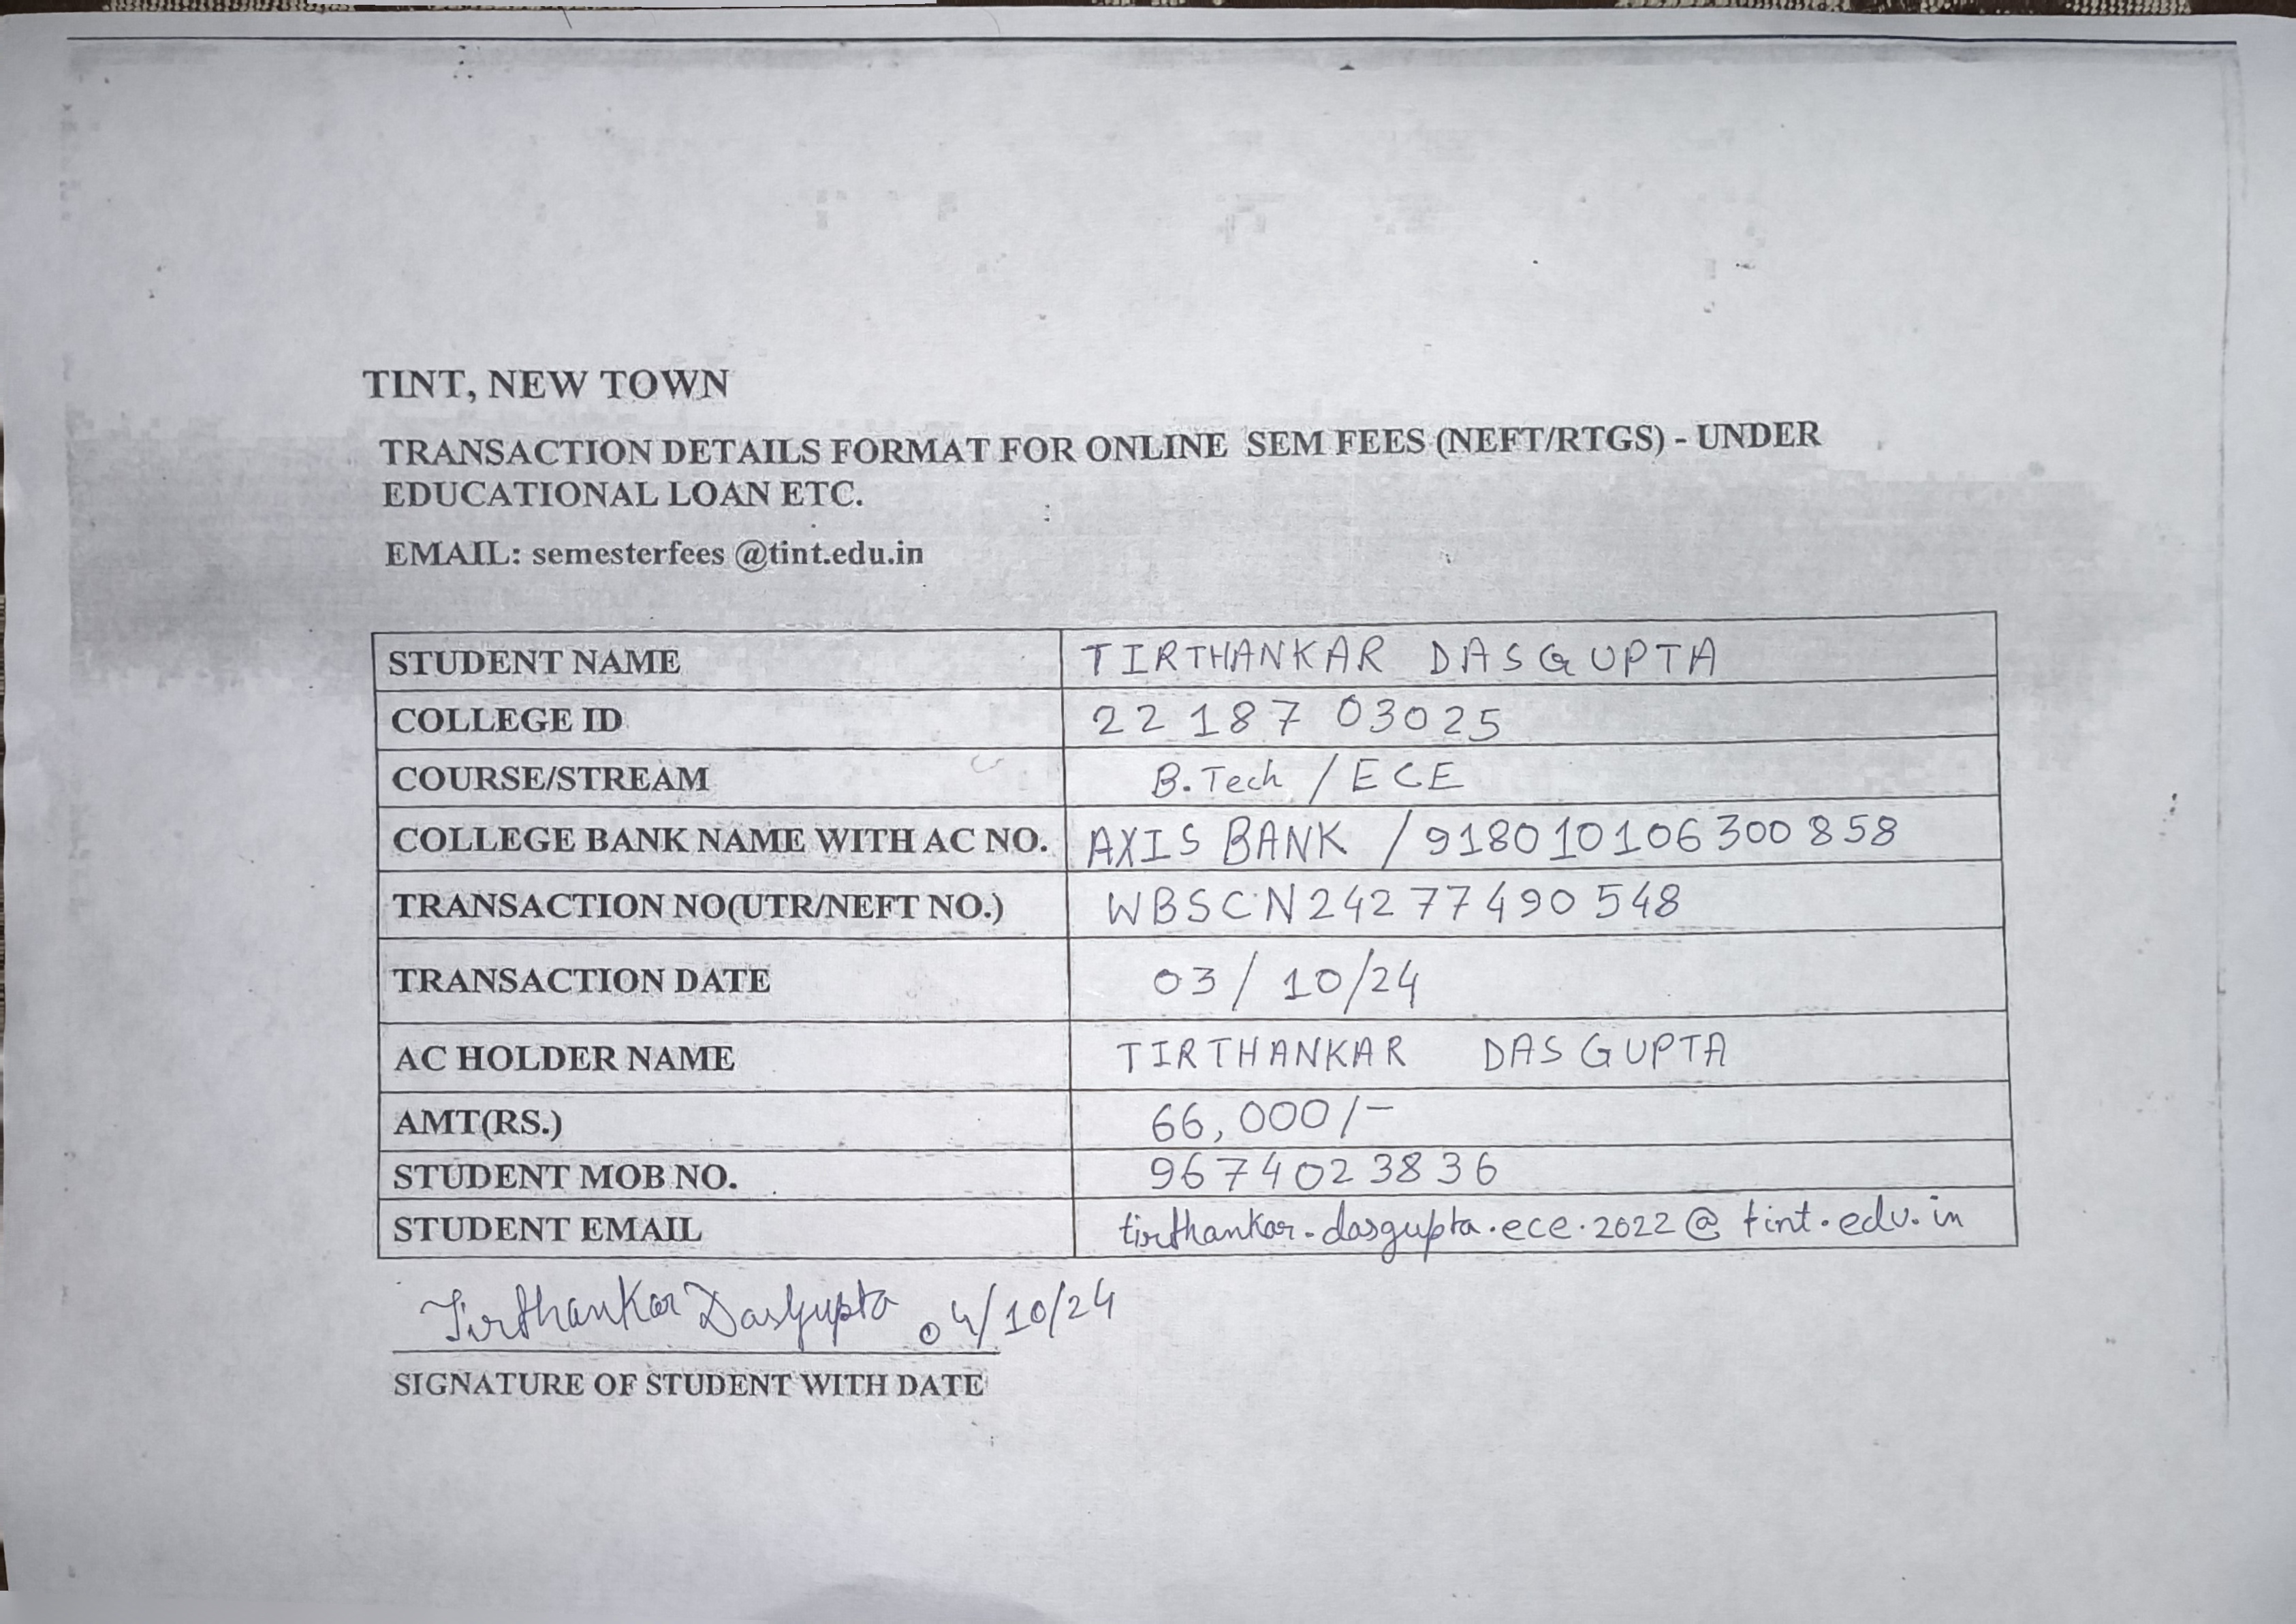 TINT, NEW TOWN
TRANSACTION DETAILS FORMAT FOR ONLINE SEM FEES (NEFT/RTGS) - UNDER
EDUCATIONAL LOAN ETC.
EMAIL: semesterfees @tint.edu.in
STUDENT NAME TIRTHANKAR DASGUPTA
COLLEGE ID 22 187 03025
COURSE/STREAM B.Tech / ECE
COLLEGE BANK NAME WITH AC NO. AXIS BANK / 918010106300858
TRANSACTION NO(UTR/NEFT NO.) WBSCN24277490548
TRANSACTION DATE 03/10/24
AC HOLDER NAME TIRTHANKAR DASGUPTA
AMT(RS.) 66,000/-
STUDENT MOB NO. 9674023836
STUDENT EMAIL tirthankar.dasgupta.ece.2022@tint.edu.in
Tirthankar Dasgupta 04/10/24
SIGNATURE OF STUDENT WITH DATE